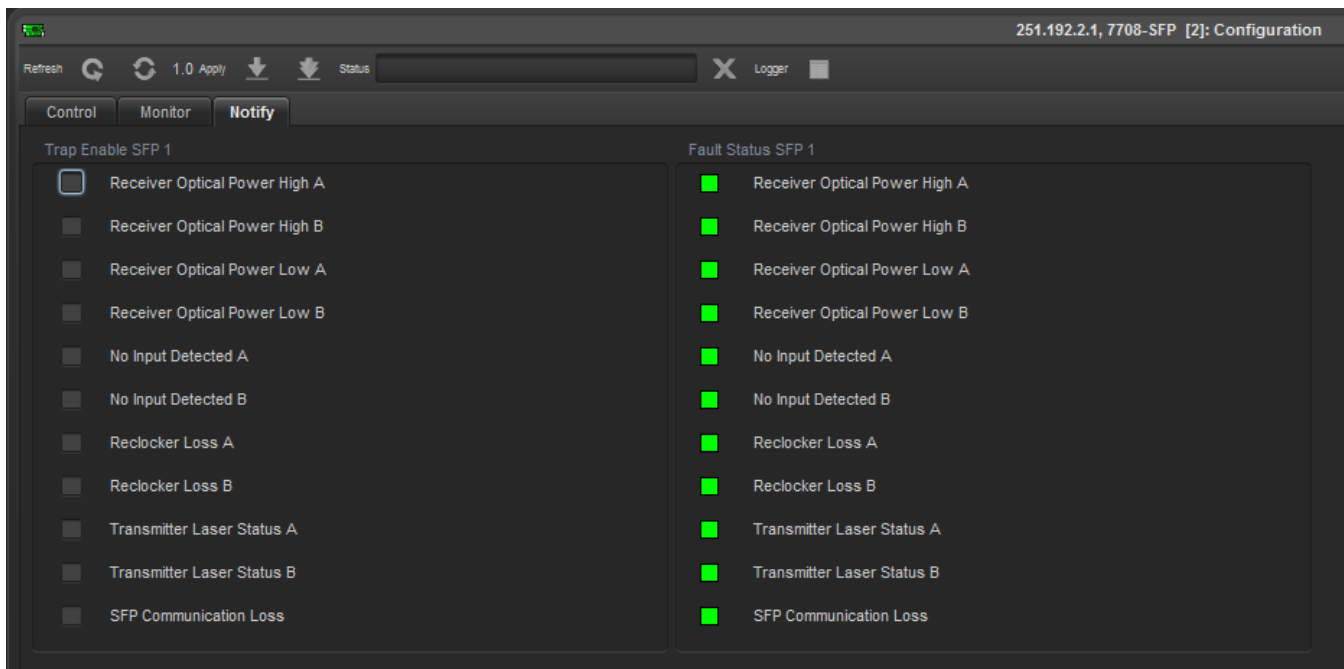 251.192.2.1, 7708-SFP [2]: Configuration
Refresh 1.0 Apply Status Logger
Control Monitor Notify
Trap Enable SFP 1
Receiver Optical Power High A
Receiver Optical Power High B
Receiver Optical Power Low A
Receiver Optical Power Low B
No Input Detected A
No Input Detected B
Reclocker Loss A
Reclocker Loss B
Transmitter Laser Status A
Transmitter Laser Status B
SFP Communication Loss
Fault Status SFP 1
Receiver Optical Power High A
Receiver Optical Power High B
Receiver Optical Power Low A
Receiver Optical Power Low B
No Input Detected A
No Input Detected B
Reclocker Loss A
Reclocker Loss B
Transmitter Laser Status A
Transmitter Laser Status B
SFP Communication Loss